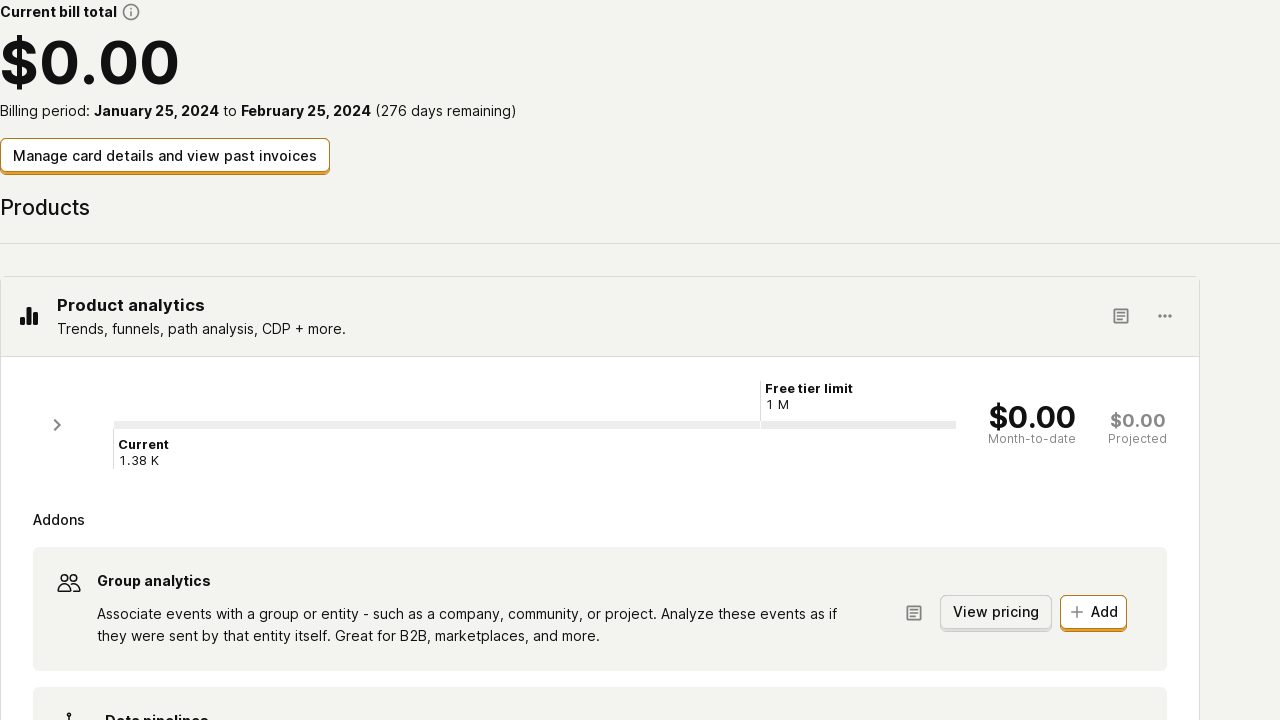 Current bill total
$0.00
Billing period: January 25, 2024 to February 25, 2024 (276 days remaining)
Manage card details and view past invoices
Products
Product analytics
Trends, funnels, path analysis, CDP + more.
Free tier limit
1 M
Current
1.38 K
$0.00
Month-to-date
$0.00
Projected
Addons
Group analytics
Associate events with a group or entity - such as a company, community, or project. Analyze these events as if
they were sent by that entity itself. Great for B2B, marketplaces, and more.
View pricing
Add
Data pipelines